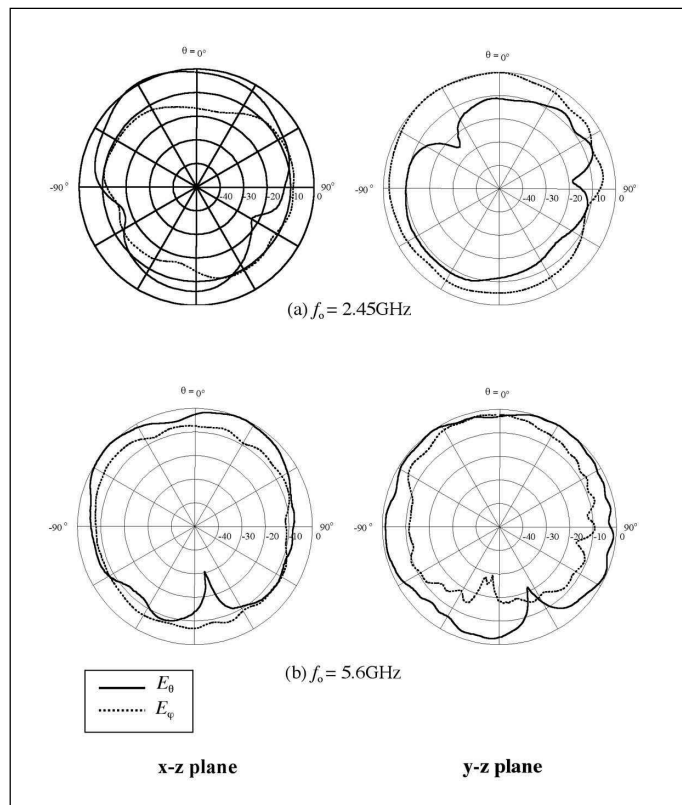 θ = 0°
θ = 0°
-90°
-40 -30 -20 -10 0
90°
-90°
-40 -30 -20 -10 0
90°
(a) fₒ = 2.45GHz
θ = 0°
θ = 0°
-90°
-40 -30 -20 -10 0
90°
-90°
-40 -30 -20 -10 0
90°
(b) fₒ = 5.6GHz
E_θ
E_φ
x-z plane
y-z plane